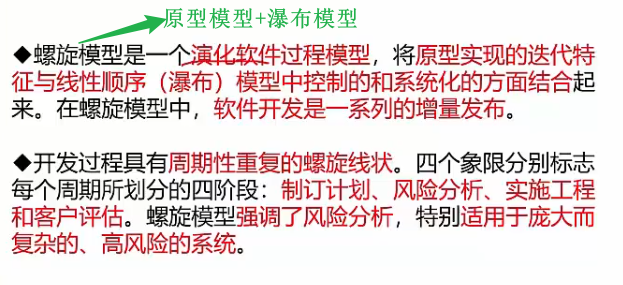 原型模型+瀑布模型
◆螺旋模型是一个演化软件过程模型，将原型实现的迭代特
征与线性顺序（瀑布）模型中控制的和系统化的方面结合起
来。在螺旋模型中，软件开发是一系列的增量发布。
◆开发过程具有周期性重复的螺旋线状。四个象限分别标志
每个周期所划分的四阶段：制订计划、风险分析、实施工程
和客户评估。螺旋模型强调了风险分析，特别适用于庞大而
复杂的、高风险的系统。